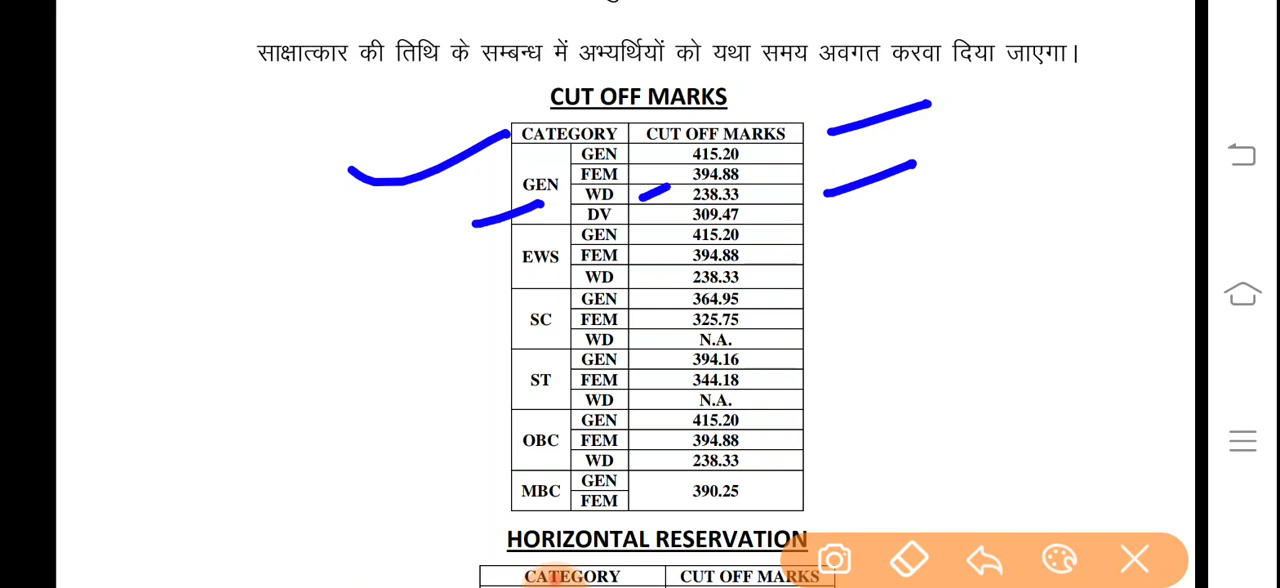 साक्षात्कार की तिथि के सम्बन्ध में अभ्यर्थियों को यथा समय अवगत करवा दिया जाएगा।
CUT OFF MARKS
CATEGORY CUT OFF MARKS
GEN GEN 415.20
FEM 394.88
WD 238.33
DV 309.47
EWS GEN 415.20
FEM 394.88
WD 238.33
SC GEN 364.95
FEM 325.75
WD N.A.
ST GEN 394.16
FEM 344.18
WD N.A.
OBC GEN 415.20
FEM 394.88
WD 238.33
MBC GEN 390.25
FEM
HORIZONTAL RESERVATION
CATEGORY CUT OFF MARKS